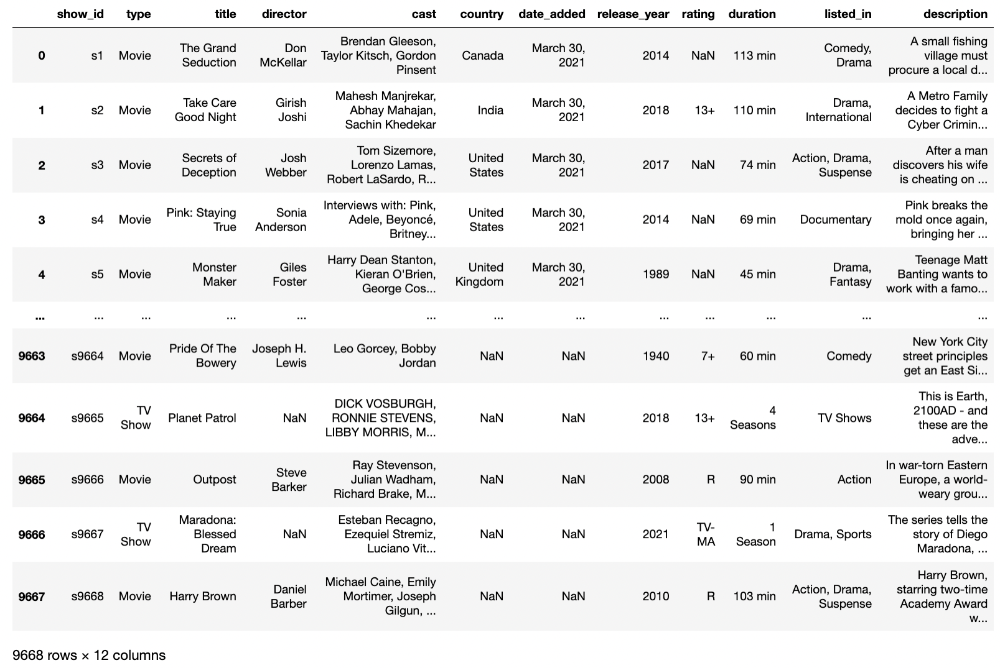 show_id type title director cast country date_added release_year rating duration listed_in description
0 s1 Movie The Grand Seduction Don McKellar Brendan Gleeson, Taylor Kitsch, Gordon Pinsent Canada March 30, 2021 2014 NaN 113 min Comedy, Drama A small fishing village must procure a local d...
1 s2 Movie Take Care Good Night Girish Joshi Mahesh Manjrekar, Abhay Mahajan, Sachin Khedekar India March 30, 2021 2018 13+ 110 min Drama, International A Metro Family decides to fight a Cyber Crimin...
2 s3 Movie Secrets of Deception Josh Webber Tom Sizemore, Lorenzo Lamas, Robert LaSardo, R... United States March 30, 2021 2017 NaN 74 min Action, Drama, Suspense After a man discovers his wife is cheating on ...
3 s4 Movie Pink: Staying True Sonia Anderson Interviews with: Pink, Adele, Beyoncé, Britney... United States March 30, 2021 2014 NaN 69 min Documentary Pink breaks the mold once again, bringing her ...
4 s5 Movie Monster Maker Giles Foster Harry Dean Stanton, Kieran O'Brien, George Cos... United Kingdom March 30, 2021 1989 NaN 45 min Drama, Fantasy Teenage Matt Banting wants to work with a famo...
... ... ... ... ... ... ... ... ... ... ... ... ...
9663 s9664 Movie Pride Of The Bowery Joseph H. Lewis Leo Gorcey, Bobby Jordan NaN NaN 1940 7+ 60 min Comedy New York City street principles get an East Si...
9664 s9665 TV Show Planet Patrol NaN DICK VOSBURGH, RONNIE STEVENS, LIBBY MORRIS, M... NaN NaN 2018 13+ 4 Seasons TV Shows This is Earth, 2100AD - and these are the adve...
9665 s9666 Movie Outpost Steve Barker Ray Stevenson, Julian Wadham, Richard Brake, M... NaN NaN 2008 R 90 min Action In war-torn Eastern Europe, a world-weary grou...
9666 s9667 TV Show Maradona: Blessed Dream NaN Esteban Recagno, Ezequiel Stremiz, Luciano Vit... NaN NaN 2021 TV-MA 1 Season Drama, Sports The series tells the story of Diego Maradona, ...
9667 s9668 Movie Harry Brown Daniel Barber Michael Caine, Emily Mortimer, Joseph Gilgun, ... NaN NaN 2010 R 103 min Action, Drama, Suspense Harry Brown, starring two-time Academy Award w...
9668 rows × 12 columns